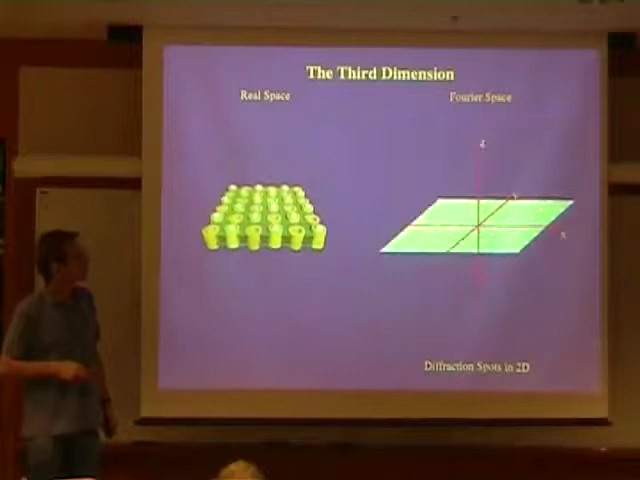 The Third Dimension
Real Space
Fourier Space
z
x
Diffraction Spots in 2D